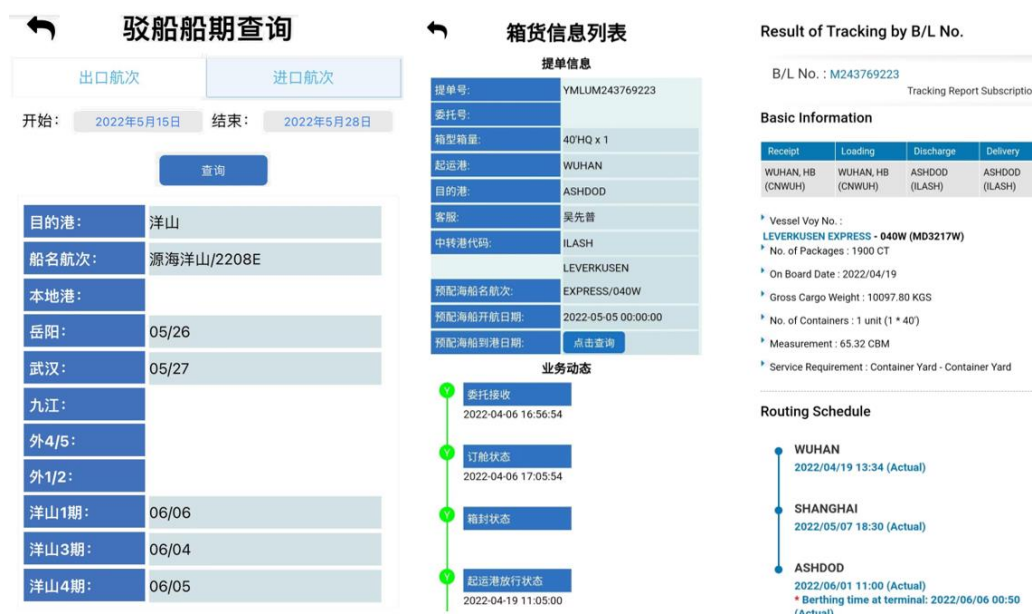 驳船船期查询
出口航次
进口航次
开始:
2022年5月15日
结束:
2022年5月28日
查询
目的港:
洋山
船名航次:
源海洋山/2208E
本地港:
岳阳:
05/26
武汉:
05/27
九江:
外4/5:
外1/2:
洋山1期:
06/06
洋山3期:
06/04
洋山4期:
06/05
箱货信息列表
提单信息
提单号:
YMLUM243769223
委托号:
箱型箱量:
40'HQ x 1
起运港:
WUHAN
目的港:
ASHDOD
客服:
吴先普
中转港代码:
ILASH
预配海船名航次:
LEVERKUSEN
EXPRESS/040W
预配海船开航日期:
2022-05-05 00:00:00
预配海船到港日期:
点击查询
业务动态
Y
委托接收
2022-04-06 16:56:54
Y
订舱状态
2022-04-06 17:05:54
Y
箱封状态
Y
起运港放行状态
2022-04-19 11:05:00
Result of Tracking by B/L No.
B/L No. : M243769223
Tracking Report Subscriptio
Basic Information
Receipt
Loading
Discharge
Delivery
WUHAN, HB
(CNWUH)
WUHAN, HB
(CNWUH)
ASHDOD
(ILASH)
ASHDOD
(ILASH)
Vessel Voy No. :
LEVERKUSEN EXPRESS - 040W (MD3217W)
No. of Packages : 1900 CT
On Board Date : 2022/04/19
Gross Cargo Weight : 10097.80 KGS
No. of Containers : 1 unit (1 * 40')
Measurement : 65.32 CBM
Service Requirement : Container Yard - Container Yard
Routing Schedule
WUHAN
2022/04/19 13:34 (Actual)
SHANGHAI
2022/05/07 18:30 (Actual)
ASHDOD
2022/06/01 11:00 (Actual)
* Berthing time at terminal: 2022/06/06 00:50
(Actual)